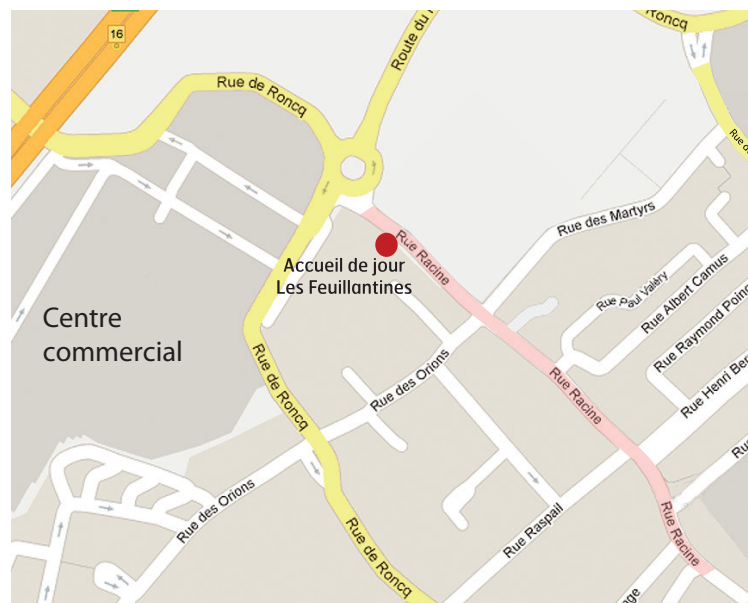 16
Roncq
Route du
Rue de Roncq
Rue des Martyrs
Rue Racine
Accueil de jour
Les Feuillantines
Rue Paul Valéry
Rue Albert Camus
Centre
commercial
Rue Raymond Poinc
Rue de Roncq
Rue des Orions
Rue Racine
Rue Henri Ber
Rue des Orions
Rue Raspail
Rue de Roncq
Rue Racine